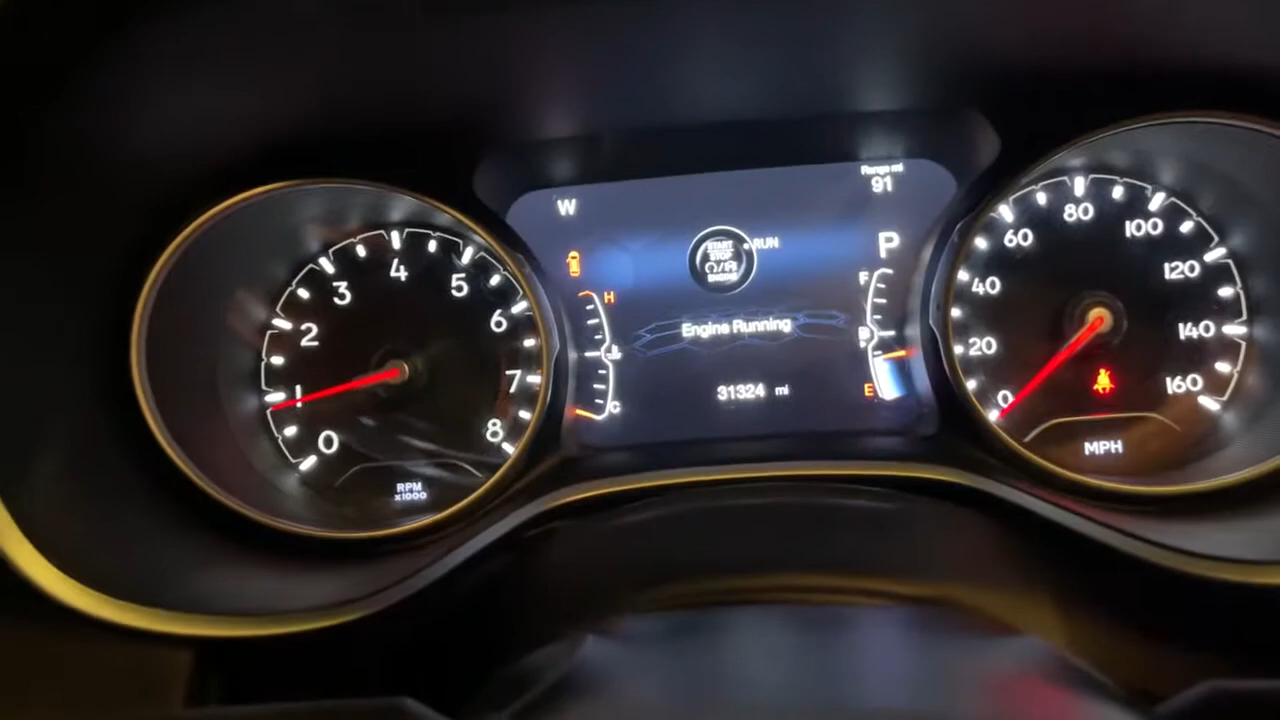 Range mi
91
W
START
STOP
ENGINE
RUN
P
H
C
F
E
Engine Running
31324 mi
0
1
2
3
4
5
6
7
8
RPM
x1000
0
20
40
60
80
100
120
140
160
MPH